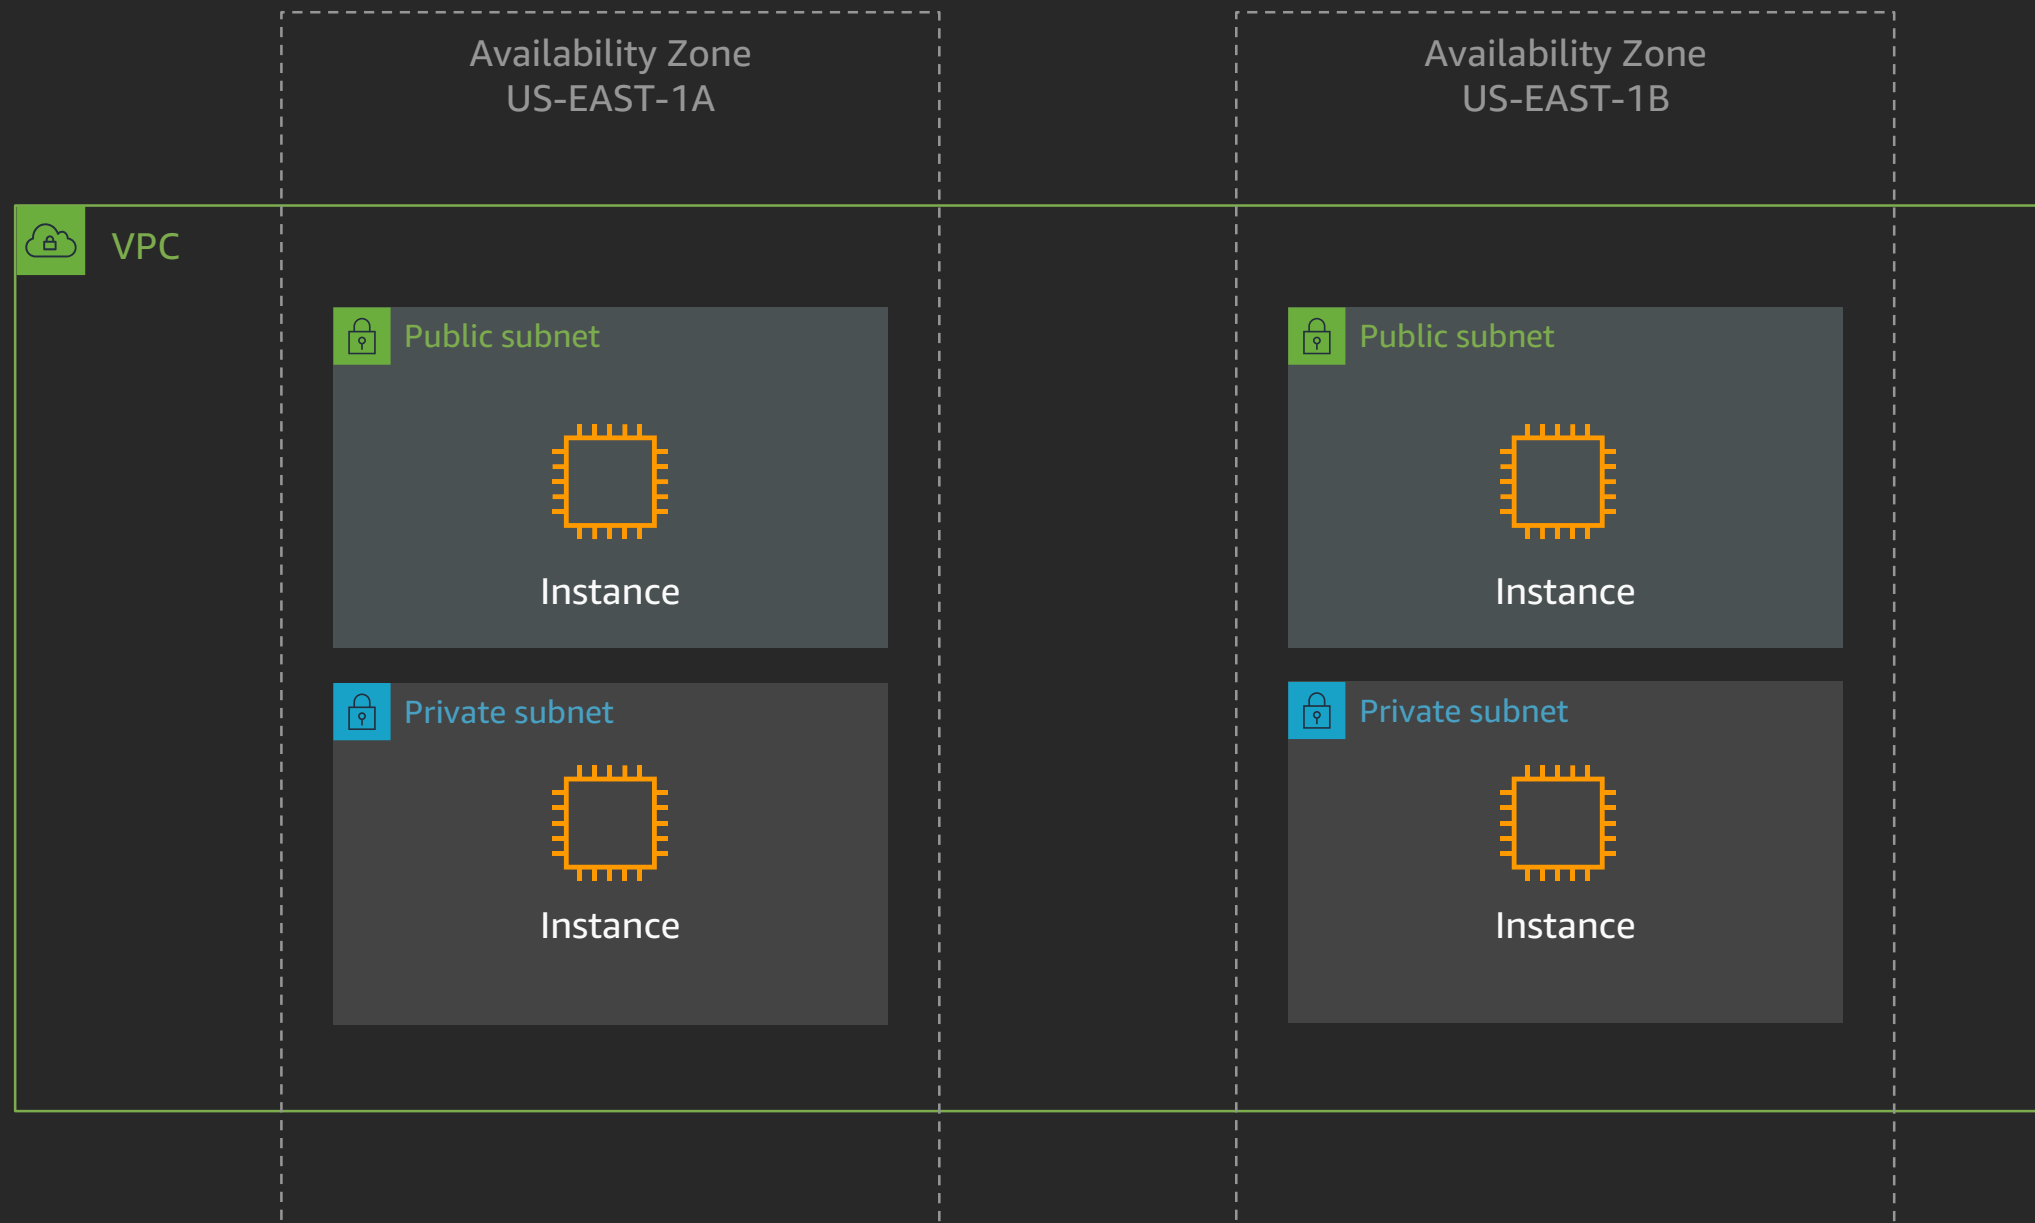 Availability Zone
US-EAST-1A
Availability Zone
US-EAST-1B
VPC
Public subnet
Instance
Private subnet
Instance
Public subnet
Instance
Private subnet
Instance